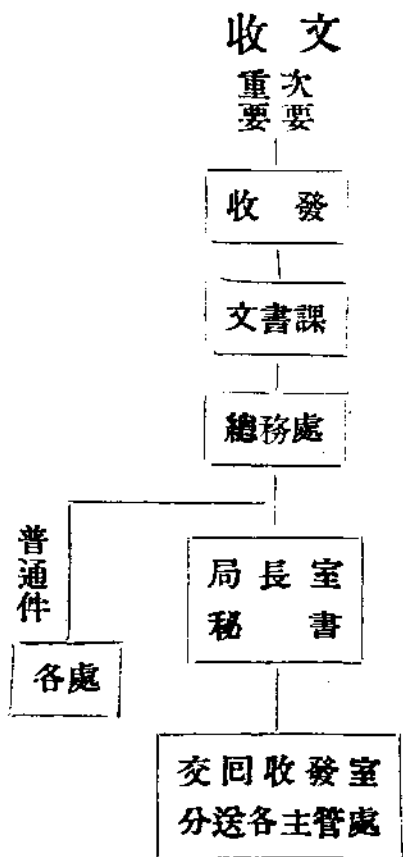 收文
重要
次要
收發
文書課
總務處
普通件
各處
局長室
秘書
交回收發室
分送各主管處